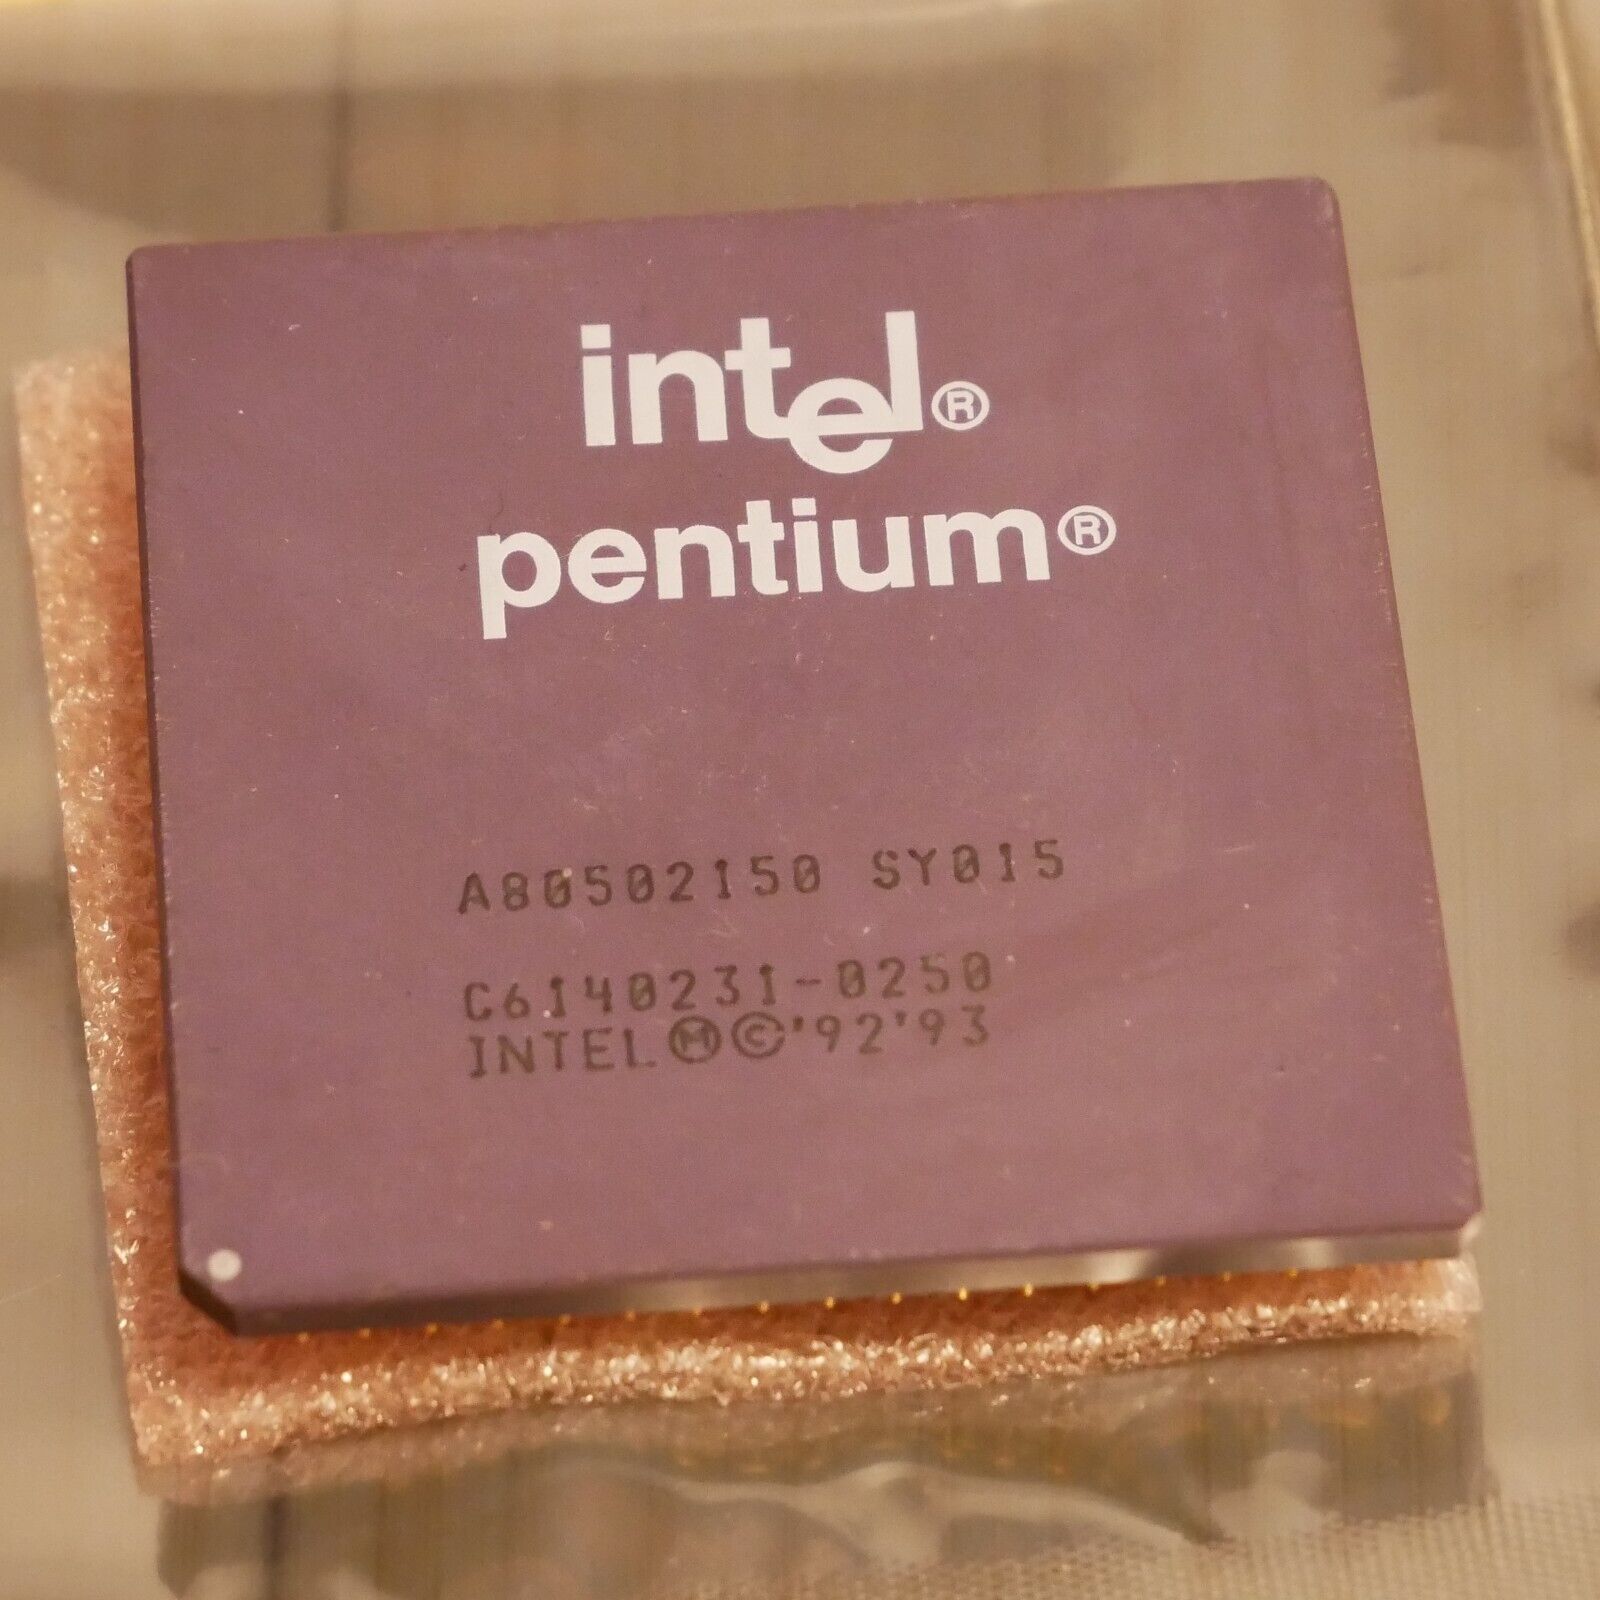 intel®
pentium®
A80502150 SY015
C6140231-0250
INTEL Ⓜ©'92'93